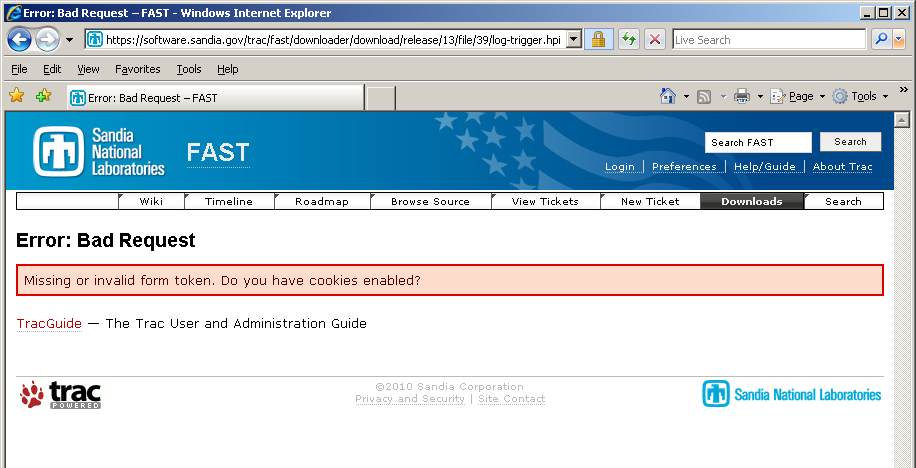 Error: Bad Request – FAST - Windows Internet Explorer
https://software.sandia.gov/trac/fast/downloader/download/release/13/file/39/log-trigger.hpi
Live Search
File Edit View Favorites Tools Help
Error: Bad Request – FAST
Page Tools »
Sandia National Laboratories
FAST
Search FAST
Search
Login | Preferences | Help/Guide | About Trac
Wiki Timeline Roadmap Browse Source View Tickets New Ticket Downloads Search
Error: Bad Request
Missing or invalid form token. Do you have cookies enabled?
TracGuide — The Trac User and Administration Guide
trac POWERED
©2010 Sandia Corporation
Privacy and Security | Site Contact
Sandia National Laboratories